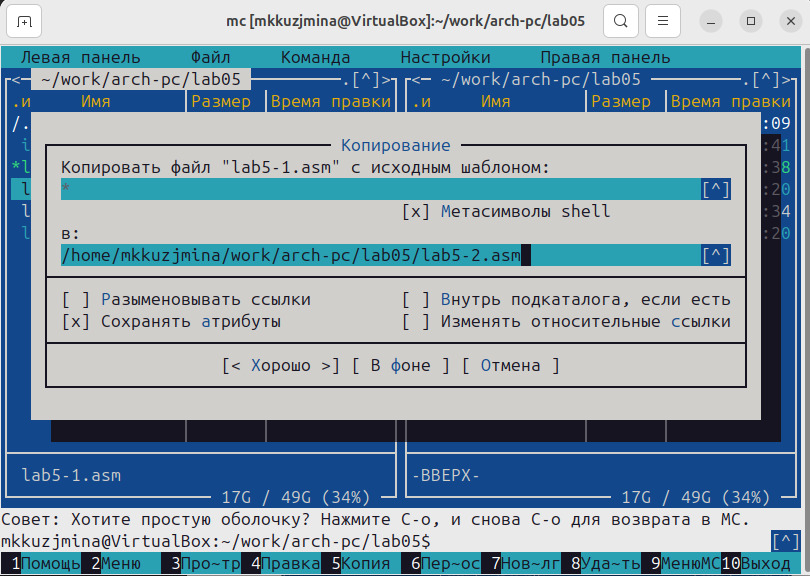 mc [mkkuzjmina@VirtualBox]:~/work/arch-pc/lab05
Левая панель Файл Команда Настройки Правая панель
<─ ~/work/arch-pc/lab05 .[^]> <─ ~/work/arch-pc/lab05 .[^]>
.и Имя Размер Время правки .и Имя Размер Время правки
/. :09
Копирование :41
*l Копировать файл "lab5-1.asm" с исходным шаблоном: :38
l * [^] :20
l [x] Метасимволы shell :34
l в: :20
/home/mkkuzjmina/work/arch-pc/lab05/lab5-2.asm [^]
[ ] Разыменовывать ссылки [ ] Внутрь подкаталога, если есть
[x] Сохранять атрибуты [ ] Изменять относительные ссылки
[< Хорошо >] [ В фоне ] [ Отмена ]
lab5-1.asm -ВВЕРХ-
17G / 49G (34%) 17G / 49G (34%)
Совет: Хотите простую оболочку? Нажмите C-o, и снова C-o для возврата в MC.
mkkuzjmina@VirtualBox:~/work/arch-pc/lab05$ [^]
1Помощь 2Меню 3Про~тр 4Правка 5Копия 6Пер~ос 7Нов~лг 8Уда~ть 9МенюMC 10Выход